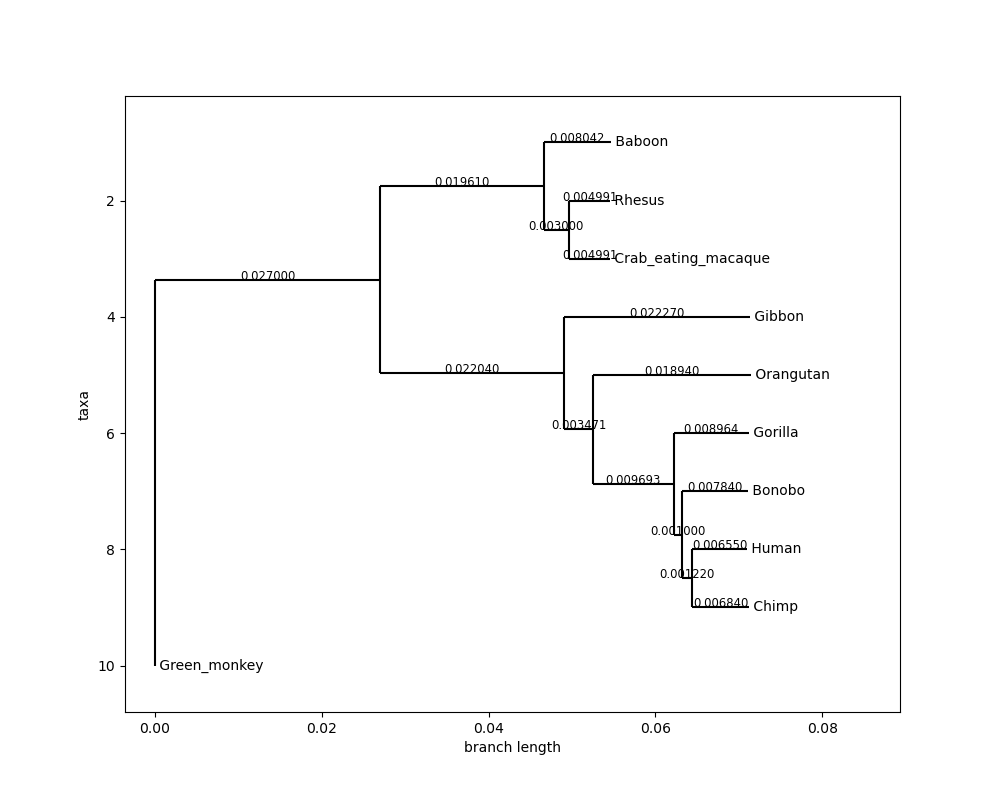 0.008042 Baboon
0.019610
0.004991 Rhesus
2
0.003000
0.004991 Crab_eating_macaque
0.027000
0.022270 Gibbon
4
0.022040
0.018940 Orangutan
taxa
0.003471
0.008964 Gorilla
6
0.009693
0.007840 Bonobo
0.001000
0.006550 Human
8
0.001220
0.006840 Chimp
10
Green_monkey
0.00 0.02 0.04 0.06 0.08
branch length